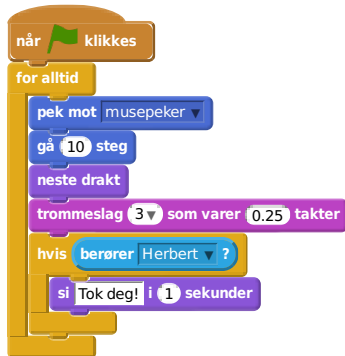 når klikkes
for alltid
pek mot musepeker
gå 10 steg
neste drakt
trommeslag 3 som varer 0.25 takter
hvis berører Herbert ?
si Tok deg! i 1 sekunder